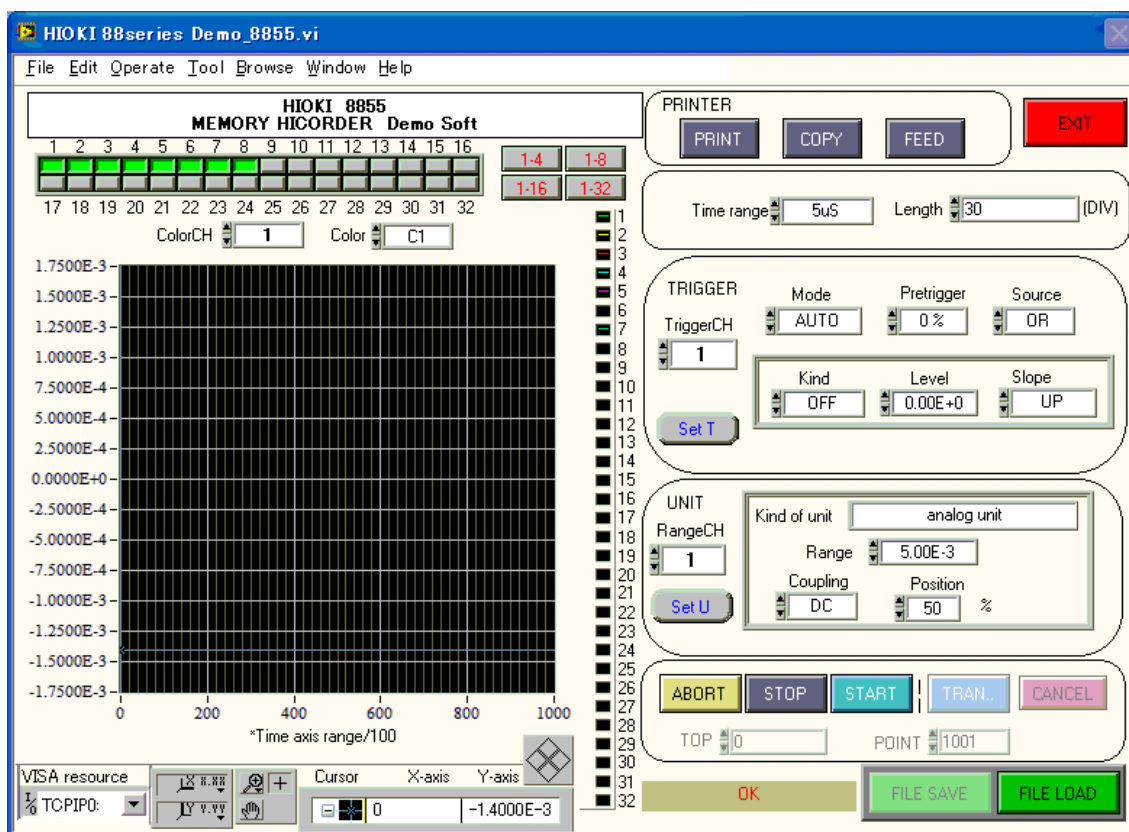 HIOKI 88series Demo_8855.vi
File Edit Operate Tool Browse Window Help
HIOKI 8855
MEMORY HICORDER Demo Soft
1 2 3 4 5 6 7 8 9 10 11 12 13 14 15 16
17 18 19 20 21 22 23 24 25 26 27 28 29 30 31 32
1-4 1-8
1-16 1-32
ColorCH 1 Color C1
1.7500E-3
1.5000E-3
1.2500E-3
1.0000E-3
7.5000E-4
5.0000E-4
2.5000E-4
0.0000E+0
-2.5000E-4
-5.0000E-4
-7.5000E-4
-1.0000E-3
-1.2500E-3
-1.5000E-3
-1.7500E-3
0 200 400 600 800 1000
*Time axis range/100
1
2
3
4
5
6
7
8
9
10
11
12
13
14
15
16
17
18
19
20
21
22
23
24
25
26
27
28
29
30
31
32
VISA resource
I/O TCPIP0:
X.XX
Y.YY
Cursor X-axis Y-axis
0 -1.4000E-3
PRINTER
PRINT COPY FEED
EXIT
Time range 5uS Length 30 (DIV)
TRIGGER
Mode Pretrigger Source
AUTO 0 % OR
TriggerCH
1
Kind Level Slope
OFF 0.00E+0 UP
Set T
UNIT
RangeCH
1
Set U
Kind of unit analog unit
Range 5.00E-3
Coupling Position
DC 50 %
ABORT STOP START TRAN.. CANCEL
TOP 0 POINT 1001
OK
FILE SAVE FILE LOAD